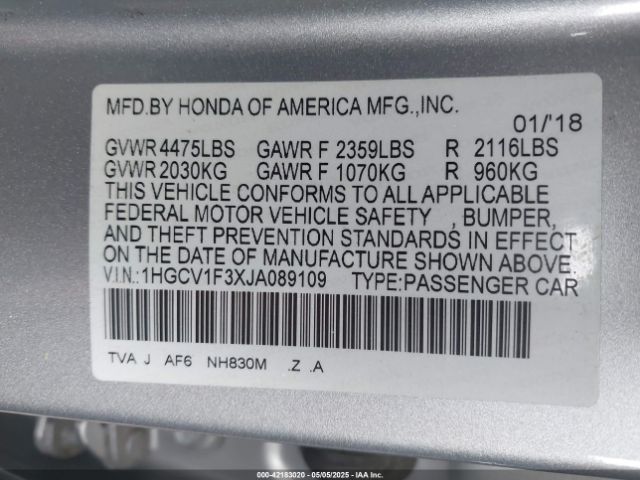 MFD.BY HONDA OF AMERICA MFG.,INC.
01/'18
GVWR 4475LBS GAWR F 2359LBS R 2116LBS
GVWR 2030KG GAWR F 1070KG R 960KG
THIS VEHICLE CONFORMS TO ALL APPLICABLE
FEDERAL MOTOR VEHICLE SAFETY , BUMPER,
AND THEFT PREVENTION STANDARDS IN EFFECT
ON THE DATE OF MANUFACTURE SHOWN ABOVE.
V.I.N.:1HGCV1F3XJA089109 TYPE:PASSENGER CAR
TVA J AF6 NH830M .Z .A
000-42183020 - 05/05/2025 - IAA Inc.